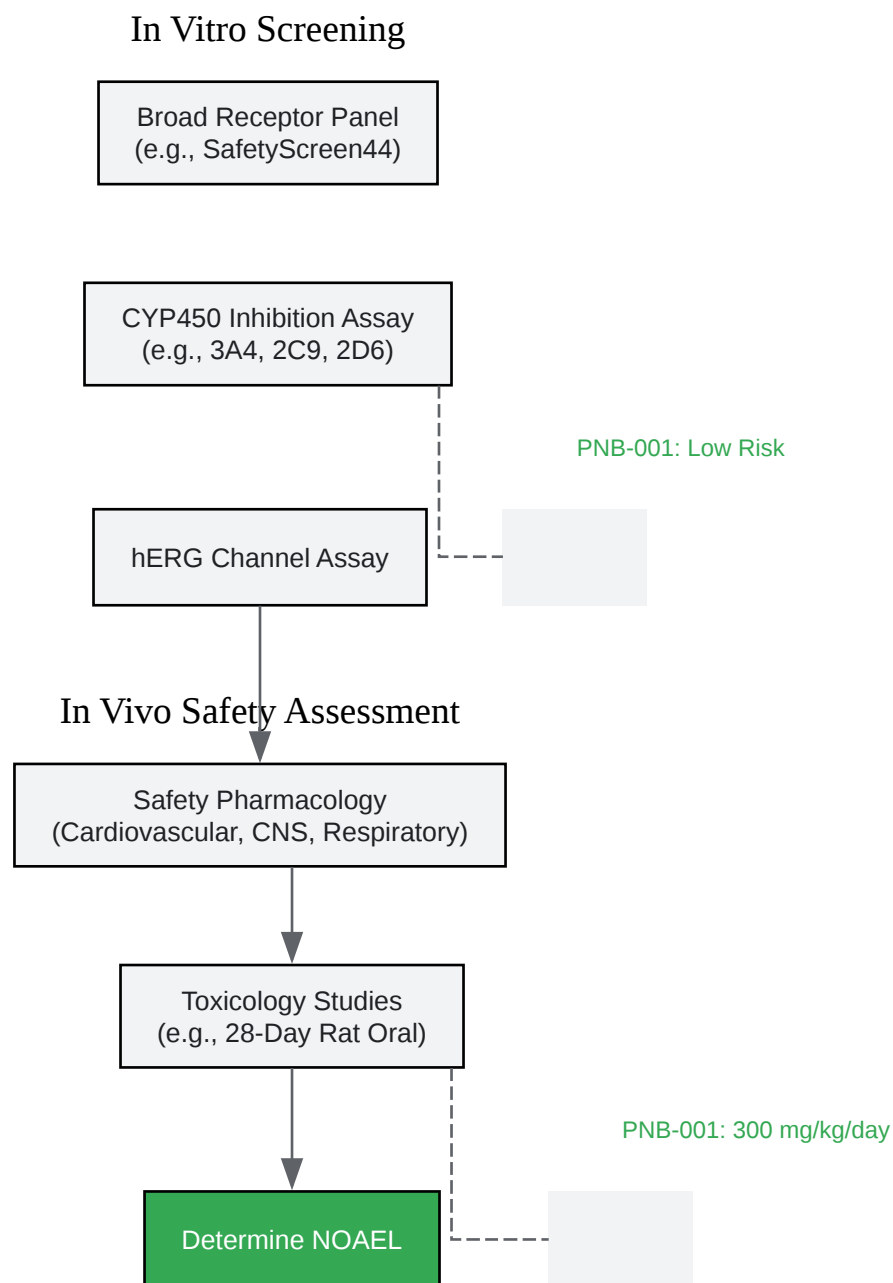 In Vitro Screening
Broad Receptor Panel
(e.g., SafetyScreen44)
CYP450 Inhibition Assay
(e.g., 3A4, 2C9, 2D6)
PNB-001: Low Risk
hERG Channel Assay
In Vivo Safety Assessment
Safety Pharmacology
(Cardiovascular, CNS, Respiratory)
Toxicology Studies
(e.g., 28-Day Rat Oral)
PNB-001: 300 mg/kg/day
Determine NOAEL